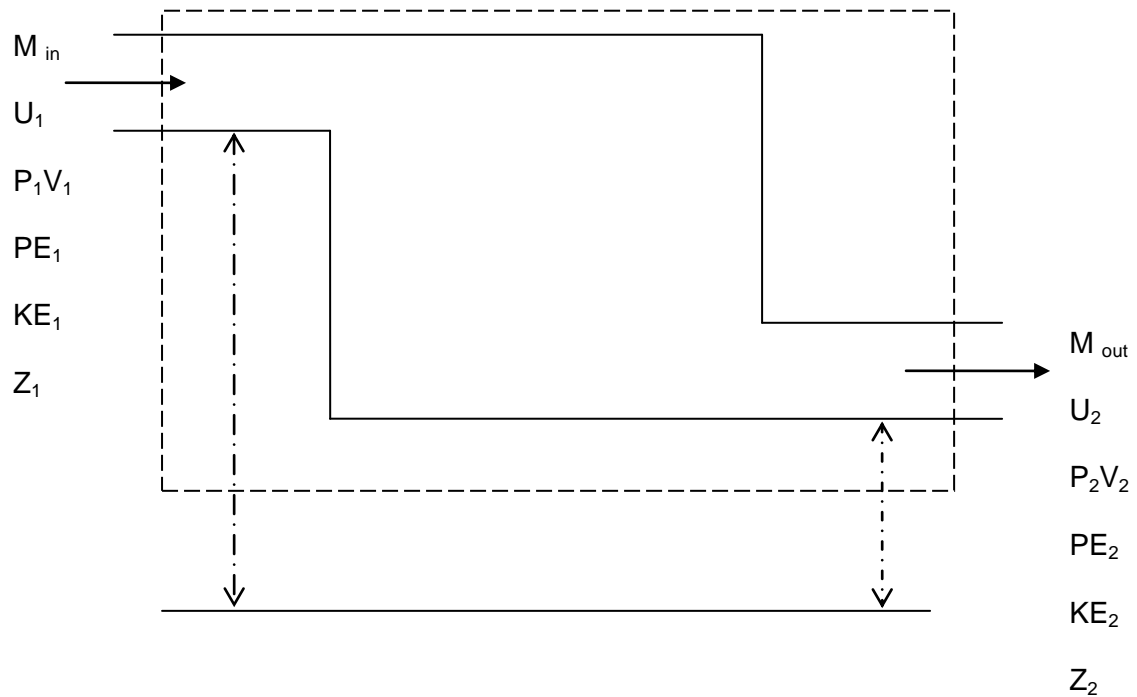 M in
U₁
P₁V₁
PE₁
KE₁
Z₁
M out
U₂
P₂V₂
PE₂
KE₂
Z₂